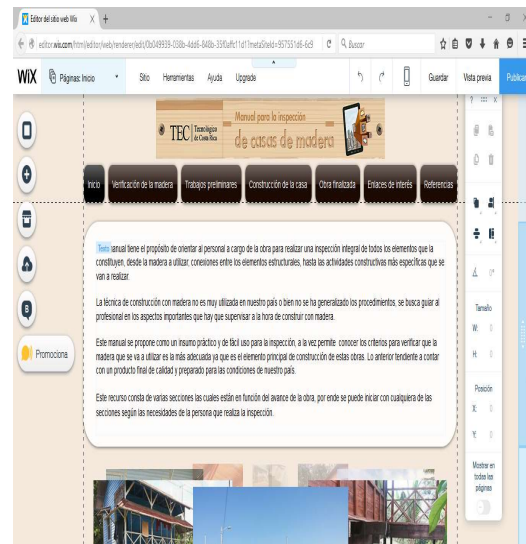 Editor del sitio web Wix X +
editor.wix.com/html/editor/web/renderer/edit/0b049939-038b-4dd6-848b-35f0affc11d1?metaSiteId=957551d6-6c9
Buscar
WiX Páginas: Inicio Sitio Herramientas Ayuda Upgrade Guardar Vista previa Publicar
TEC Tecnológico de Costa Rica
Manual para la inspección
de casas de madera
Inicio Verificación de la madera Trabajos preliminares Construcción de la casa Obra finalizada Enlaces de interés Referencias
Texto manual tiene el propósito de orientar al personal a cargo de la obra para realizar una inspección integral de todos los elementos que la
constituyen, desde la madera a utilizar, conexiones entre los elementos estructurales, hasta las actividades constructivas más específicas que se
van a realizar.
La técnica de construcción con madera no es muy utilizada en nuestro país o bien no se ha generalizado los procedimientos, se busca guiar al
profesional en los aspectos importantes que hay que supervisar a la hora de construir con madera.
Este manual se propone como un insumo práctico y de fácil uso para la inspección, a la vez permite conocer los criterios para verificar que la
madera que se va a utilizar es la más adecuada ya que es el elemento principal de construcción de estas obras. Lo anterior tendiente a contar
con un producto final de calidad y preparado para las condiciones de nuestro país.
Este recurso consta de varias secciones las cuales están en función del avance de la obra, por ende se puede iniciar con cualquiera de las
secciones según las necesidades de la persona que realiza la inspección.
Promociona
? X
Tamaño
W: 0
H: 0
Posición
X: 0
Y: 0
Mostrar en
todas las
páginas